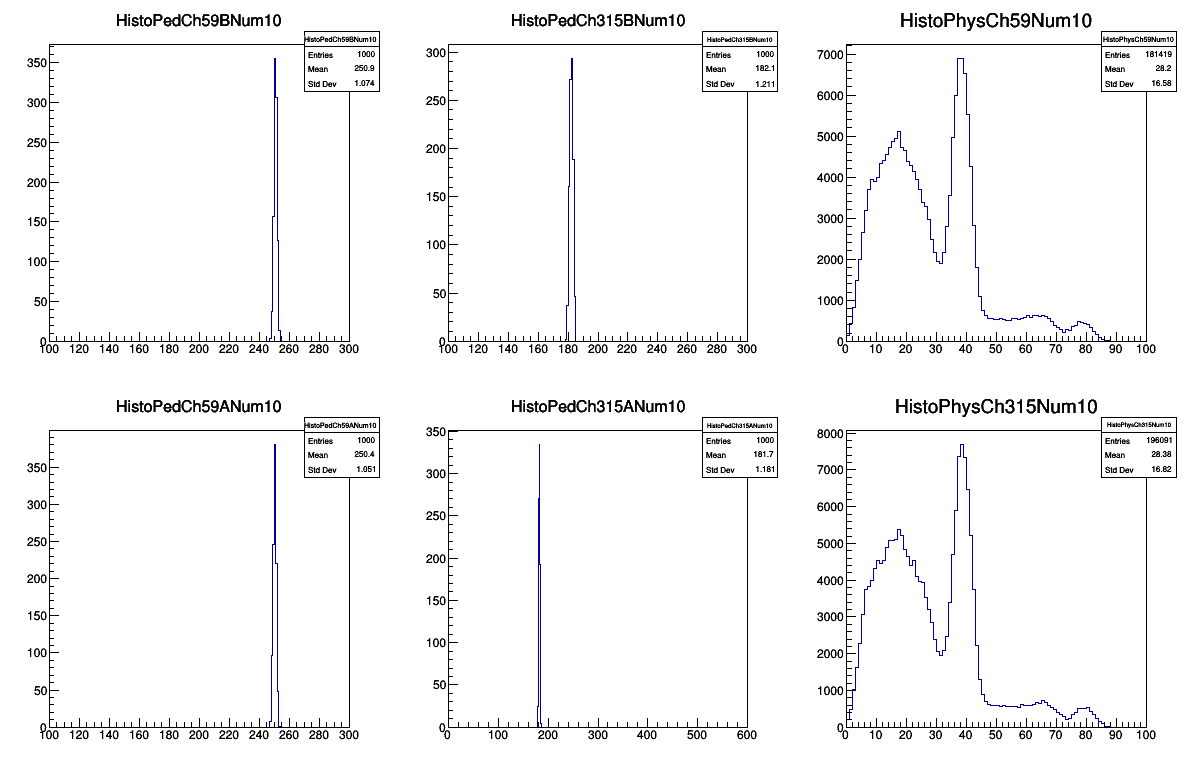 HistoPedCh59BNum10
HistoPedCh59BNum10
Entries 1000
Mean 250.9
Std Dev 1.074
350
300
250
200
150
100
50
0
100 120 140 160 180 200 220 240 260 280 300
HistoPedCh315BNum10
HistoPedCh315BNum10
Entries 1000
Mean 182.1
Std Dev 1.211
300
250
200
150
100
50
0
100 120 140 160 180 200 220 240 260 280 300
HistoPhysCh59Num10
HistoPhysCh59Num10
Entries 181419
Mean 28.2
Std Dev 16.58
7000
6000
5000
4000
3000
2000
1000
0
0 10 20 30 40 50 60 70 80 90 100
HistoPedCh59ANum10
HistoPedCh59ANum10
Entries 1000
Mean 250.4
Std Dev 1.051
350
300
250
200
150
100
50
0
100 120 140 160 180 200 220 240 260 280 300
HistoPedCh315ANum10
HistoPedCh315ANum10
Entries 1000
Mean 181.7
Std Dev 1.181
350
300
250
200
150
100
50
0
0 100 200 300 400 500 600
HistoPhysCh315Num10
HistoPhysCh315Num10
Entries 196091
Mean 28.38
Std Dev 16.82
8000
7000
6000
5000
4000
3000
2000
1000
0
0 10 20 30 40 50 60 70 80 90 100